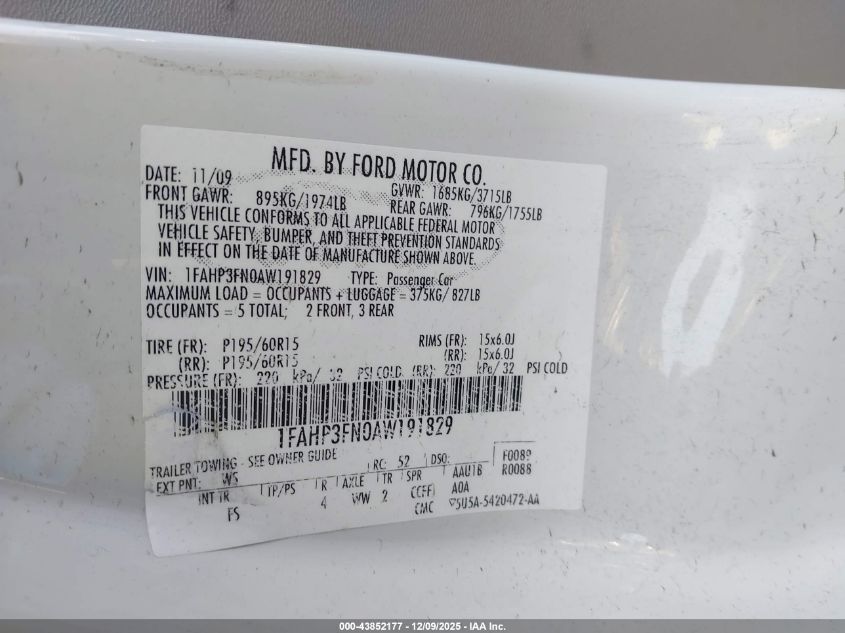 MFD. BY FORD MOTOR CO.
DATE: 11/09 GVWR: 1685KG/3715LB
FRONT GAWR: 895KG/1974LB REAR GAWR: 796KG/1755LB
THIS VEHICLE CONFORMS TO ALL APPLICABLE FEDERAL MOTOR
VEHICLE SAFETY, BUMPER, AND THEFT PREVENTION STANDARDS
IN EFFECT ON THE DATE OF MANUFACTURE SHOWN ABOVE.
VIN: 1FAHP3FN0AW191829 TYPE: Passenger Car
MAXIMUM LOAD = OCCUPANTS + LUGGAGE = 375KG/ 827LB
OCCUPANTS = 5 TOTAL; 2 FRONT, 3 REAR
TIRE (FR): P195/60R15 RIMS (FR): 15x6.0J
(RR): P195/60R15 (RR): 15x6.0J
PRESSURE (FR): 220 kPa/ 32 PSI COLD (RR): 220 kPa/ 32 PSI COLD
1FAHP3FN0AW191829
TRAILER TOWING - SEE OWNER GUIDE RC: 52 DSO: F0089
EXT PNT: WS R0088
INT TR TP/PS R AXLE TR SPR AAU1B
FS 4 WW 2 CCFF A0A
CMC 5U5A-5420472-AA
000-43852177 - 12/09/2025 - IAA Inc.